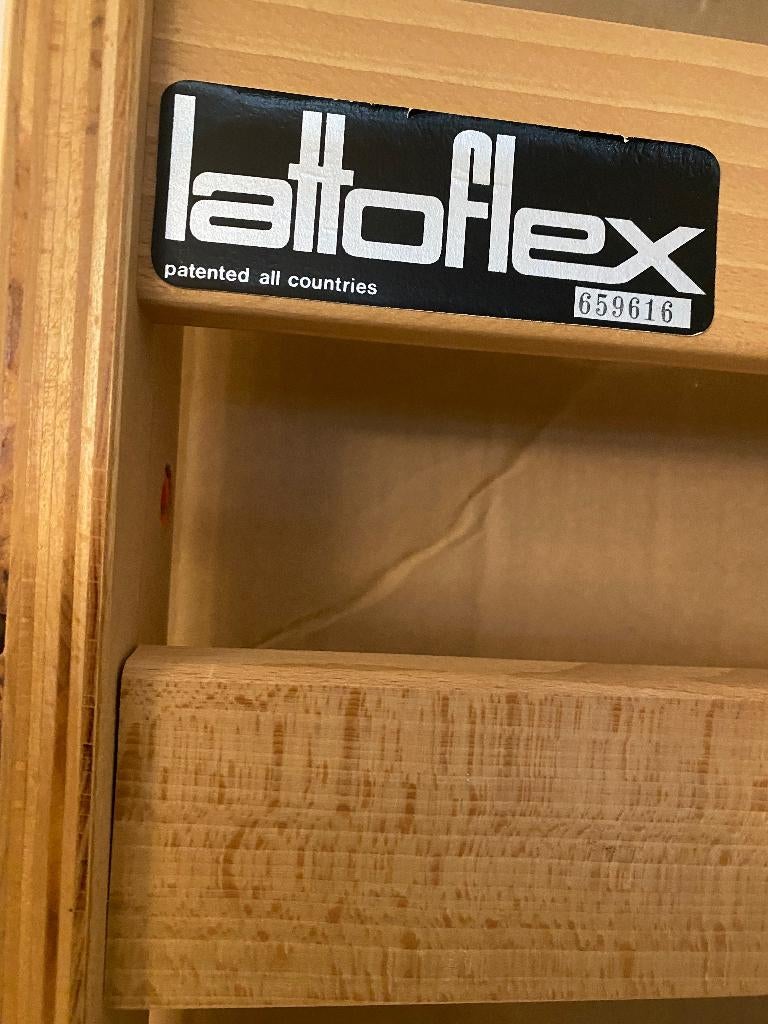 lattoflex
patented all countries
659616